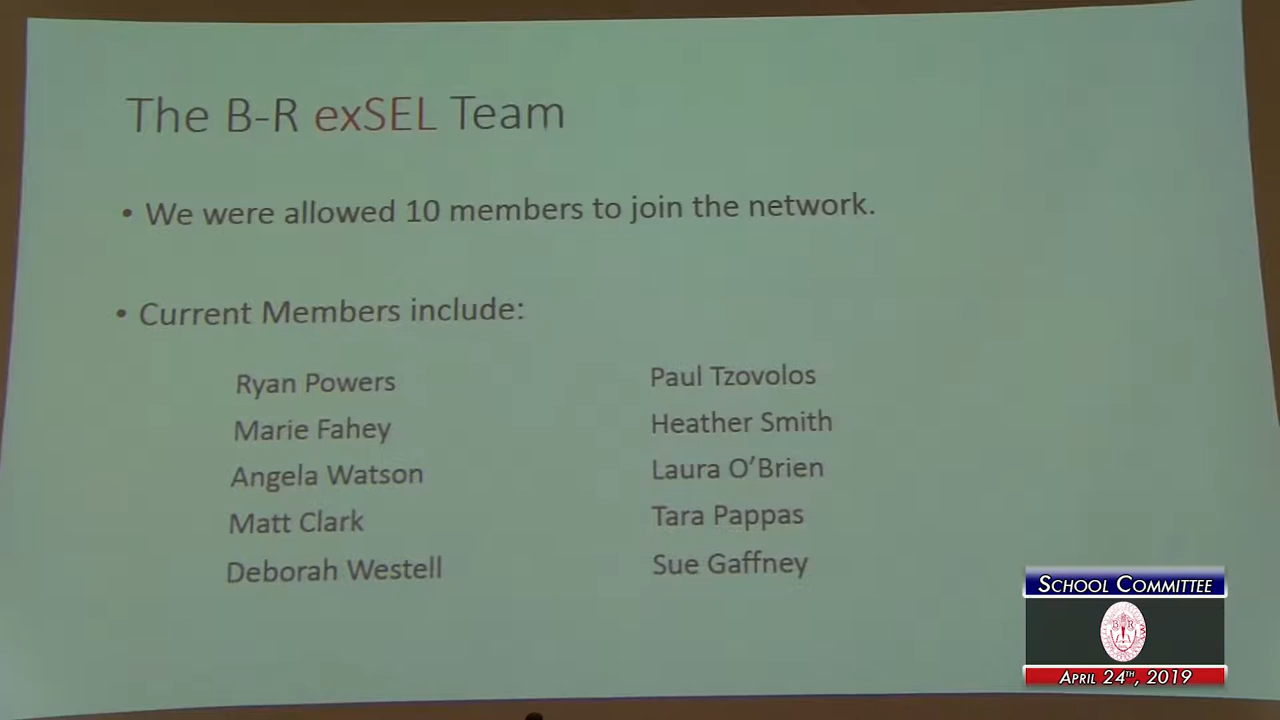 The B-R exSEL Team
• We were allowed 10 members to join the network.
• Current Members include:
Ryan Powers
Marie Fahey
Angela Watson
Matt Clark
Deborah Westell
Paul Tzovolos
Heather Smith
Laura O'Brien
Tara Pappas
Sue Gaffney
SCHOOL COMMITTEE
B R
APRIL 24TH, 2019